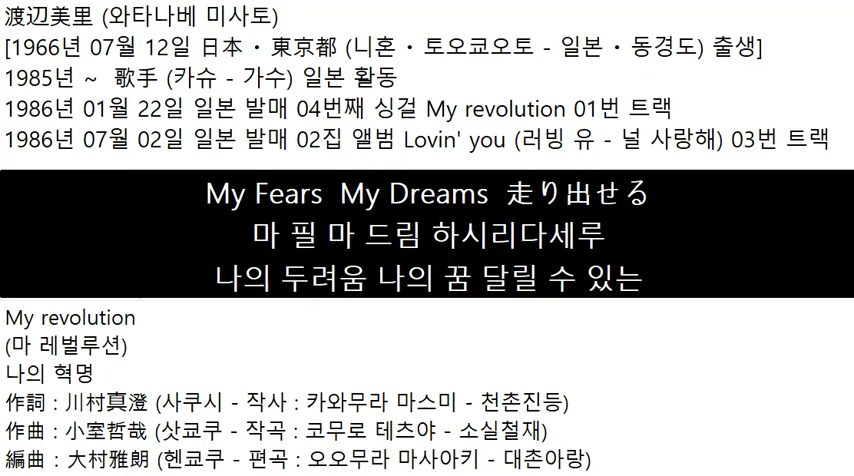 渡辺美里 (와타나베 미사토)
[1966년 07월 12일 日本・東京都 (니혼・토오쿄오토 - 일본・동경도) 출생]
1985년 ~  歌手 (카슈 - 가수) 일본 활동
1986년 01월 22일 일본 발매 04번째 싱걸 My revolution 01번 트랙
1986년 07월 02일 일본 발매 02집 앨범 Lovin' you (러빙 유 - 널 사랑해) 03번 트랙
My Fears  My Dreams  走り出せる
마 필 마 드림 하시리다세루
나의 두려움 나의 꿈 달릴 수 있는
My revolution
(마 레벌루션)
나의 혁명
作詞 : 川村真澄 (사쿠시 - 작사 : 카와무라 마스미 - 천촌진등)
作曲 : 小室哲哉 (삿쿄쿠 - 작곡 : 코무로 테츠야 - 소실철재)
編曲 : 大村雅朗 (헨쿄쿠 - 편곡 : 오오무라 마사아키 - 대촌아랑)